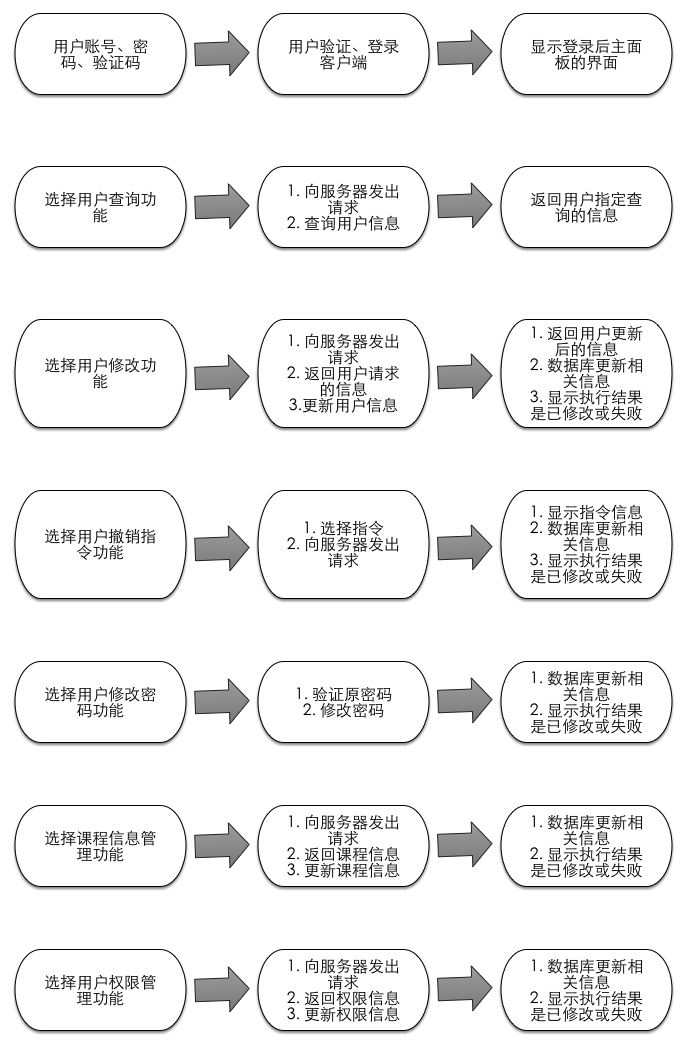 用户账号、密
码、验证码
用户验证、登录
客户端
显示登录后主面
板的界面
选择用户查询功
能
1. 向服务器发出
请求
2. 查询用户信息
返回用户指定查
询的信息
选择用户修改功
能
1. 向服务器发出
请求
2. 返回用户请求
的信息
3.更新用户信息
1. 返回用户更新
后的信息
2. 数据库更新相
关信息
3. 显示执行结果
是已修改或失败
选择用户撤销指
令功能
1. 选择指令
2. 向服务器发出
请求
1. 显示指令信息
2. 数据库更新相
关信息
3. 显示执行结果
是已修改或失败
选择用户修改密
码功能
1. 验证原密码
2. 修改密码
1. 数据库更新相
关信息
2. 显示执行结果
是已修改或失败
选择课程信息管
理功能
1. 向服务器发出
请求
2. 返回课程信息
3. 更新课程信息
1. 数据库更新相
关信息
2. 显示执行结果
是已修改或失败
选择用户权限管
理功能
1. 向服务器发出
请求
2. 返回权限信息
3. 更新权限信息
1. 数据库更新相
关信息
2. 显示执行结果
是已修改或失败